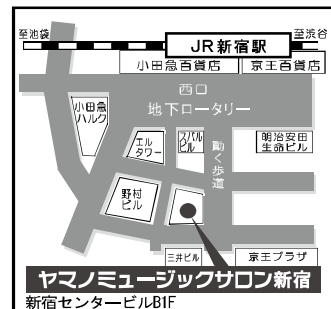 至池袋
至渋谷
JR新宿駅
小田急百貨店
京王百貨店
西口
地下ロータリー
小田急
ハルク
エル
タワー
スバル
ビル
動く歩道
明治安田
生命ビル
野村
ビル
三井ビル
京王プラザ
ヤマノミュージックサロン新宿
新宿センタービルB1F